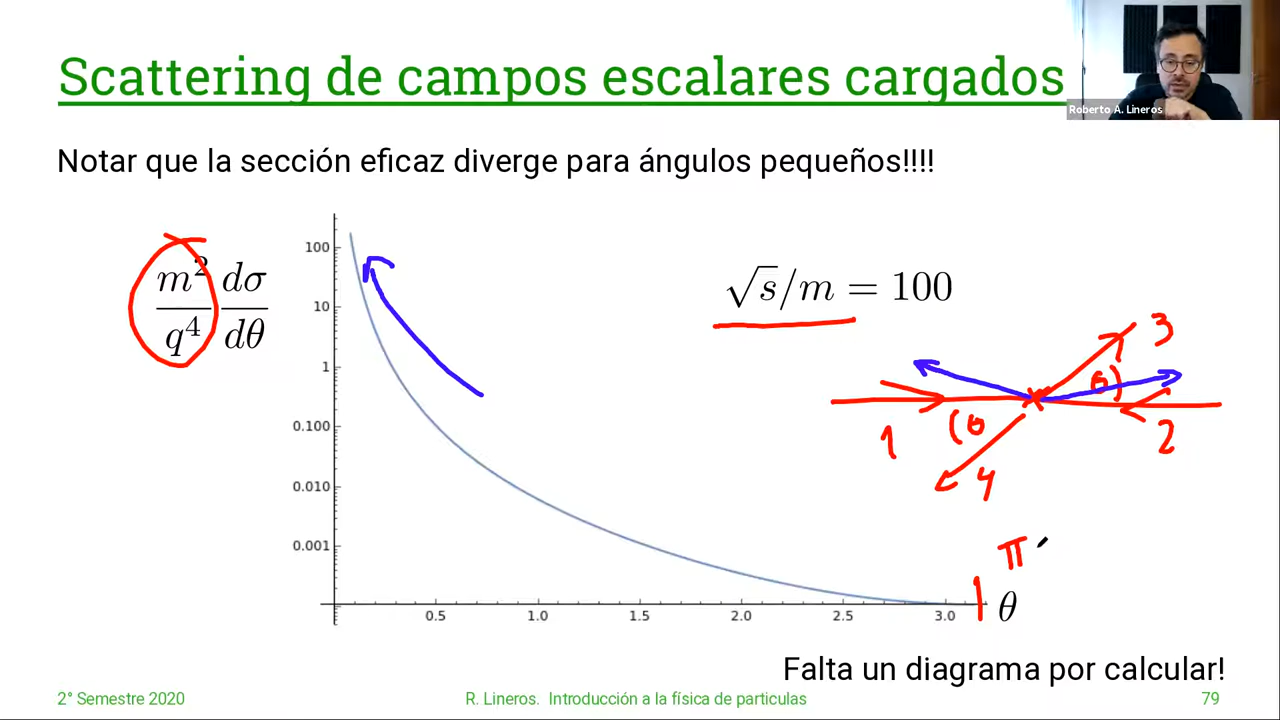 Scattering de campos escalares cargados
Roberto A. Lineros
Notar que la sección eficaz diverge para ángulos pequeños!!!!
m² dσ
q⁴ dθ
100
10
1
0.100
0.010
0.001
0.5 1.0 1.5 2.0 2.5 3.0 θ
√s/m = 100
3
θ
1 θ 2
4
π
Falta un diagrama por calcular!
2° Semestre 2020 R. Lineros. Introducción a la física de particulas 79